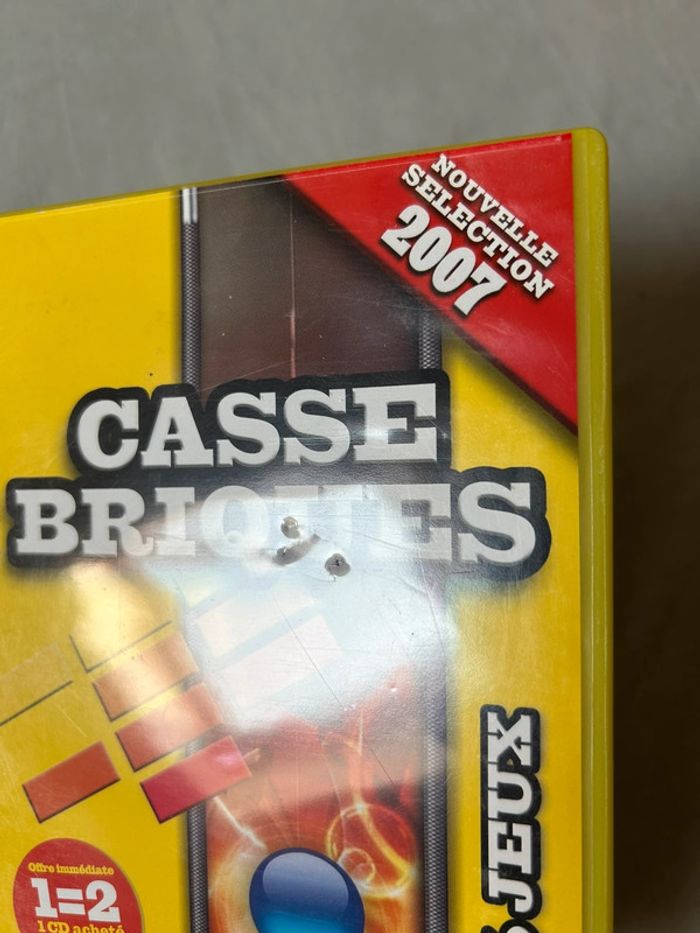 NOUVELLE
SELECTION
2007
CASSE
BRIQUES
JEUX
Offre immédiate
1=2
1 CD acheté